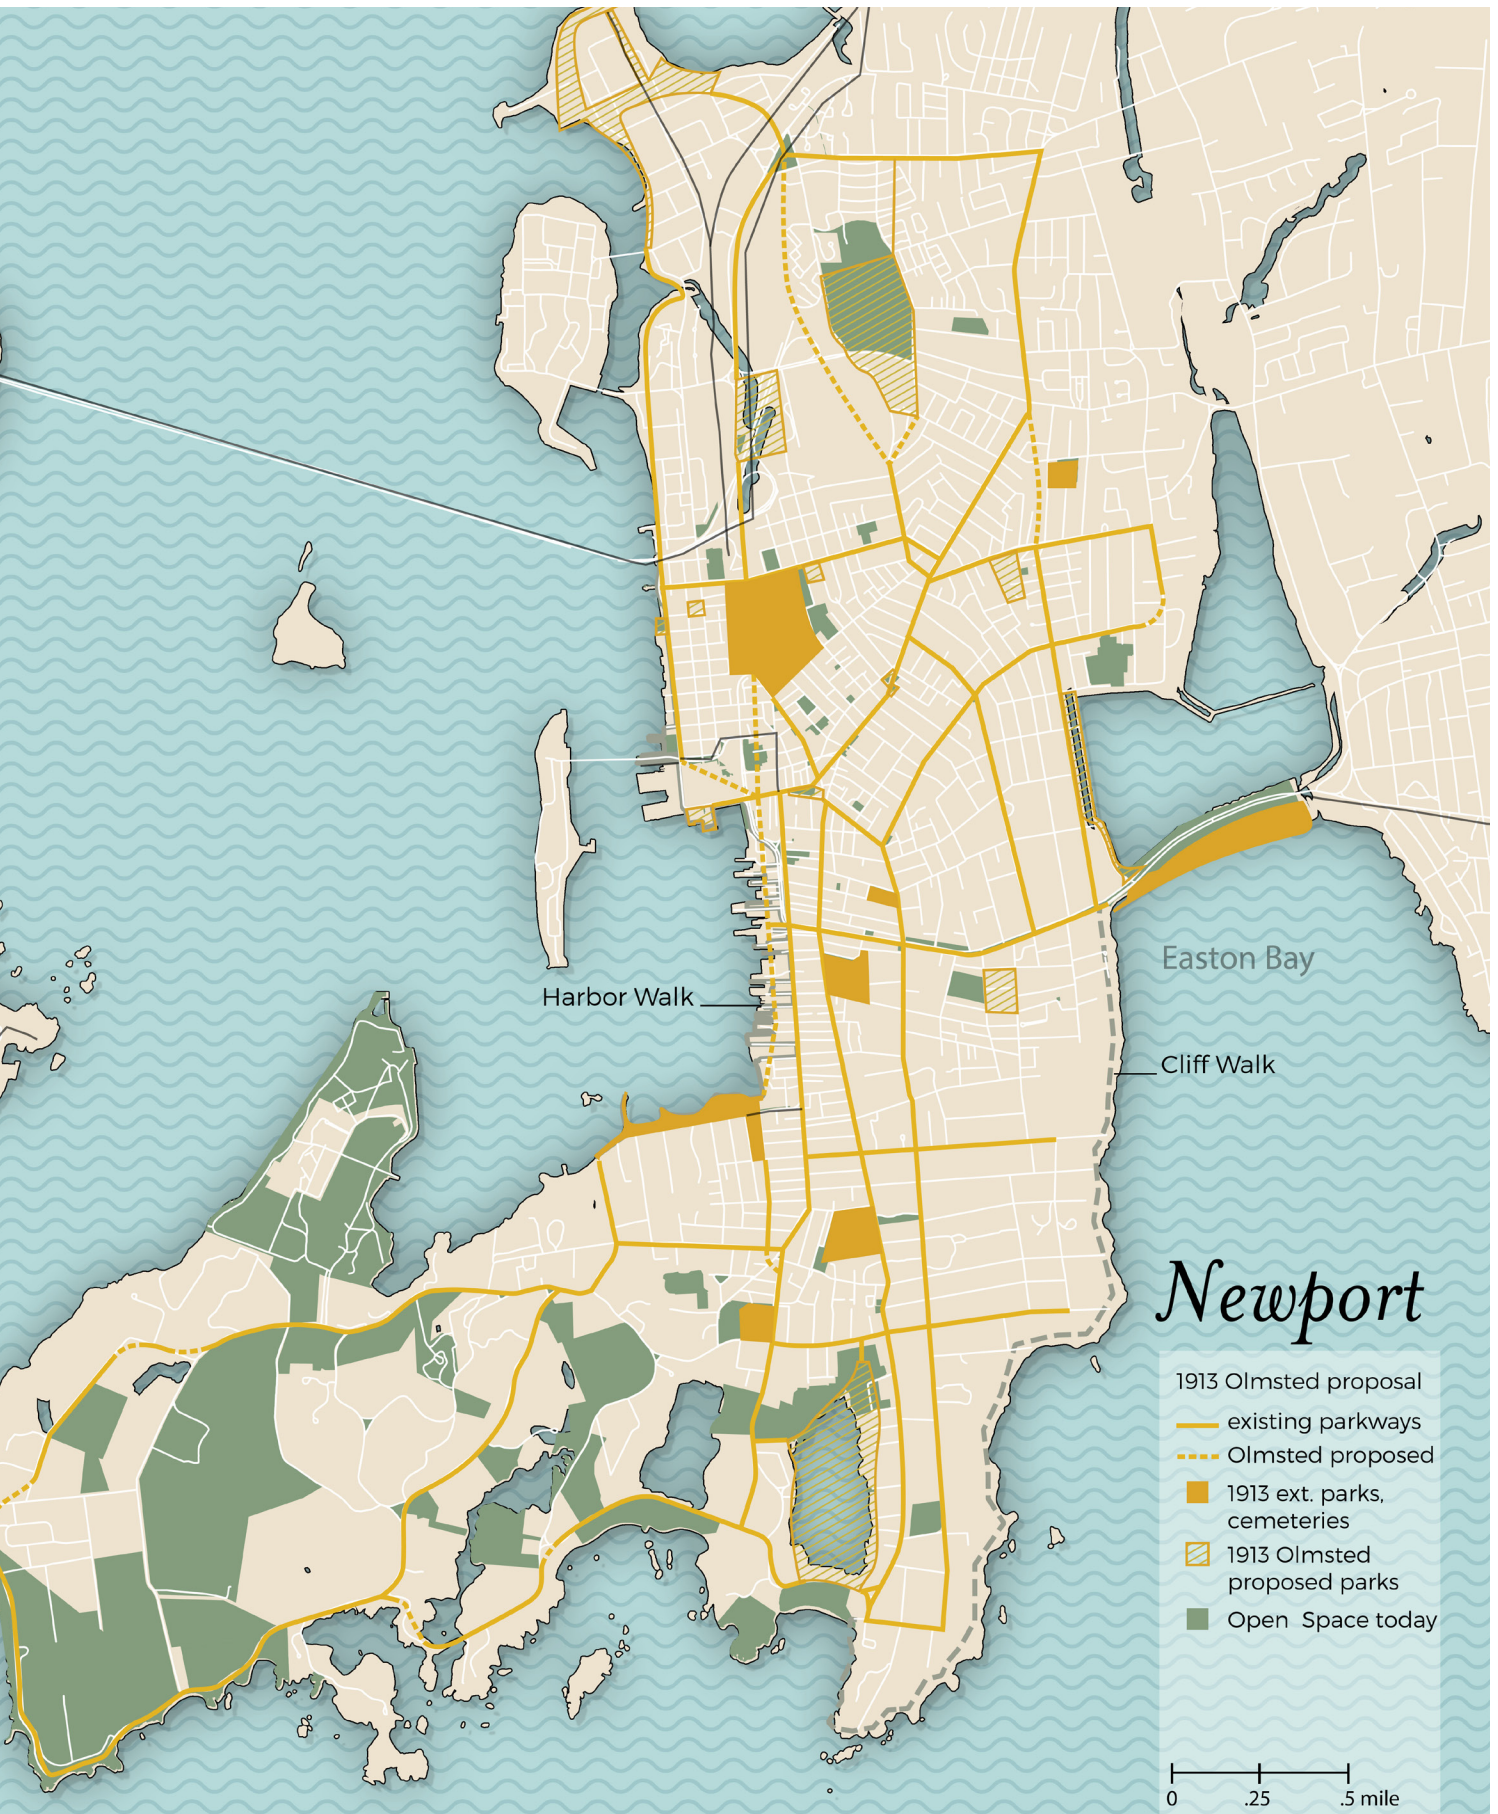 Easton Bay
Harbor Walk
Cliff Walk
Newport
1913 Olmsted proposal
existing parkways
Olmsted proposed
1913 ext. parks,
cemeteries
1913 Olmsted
proposed parks
Open Space today
0 .25 .5 mile